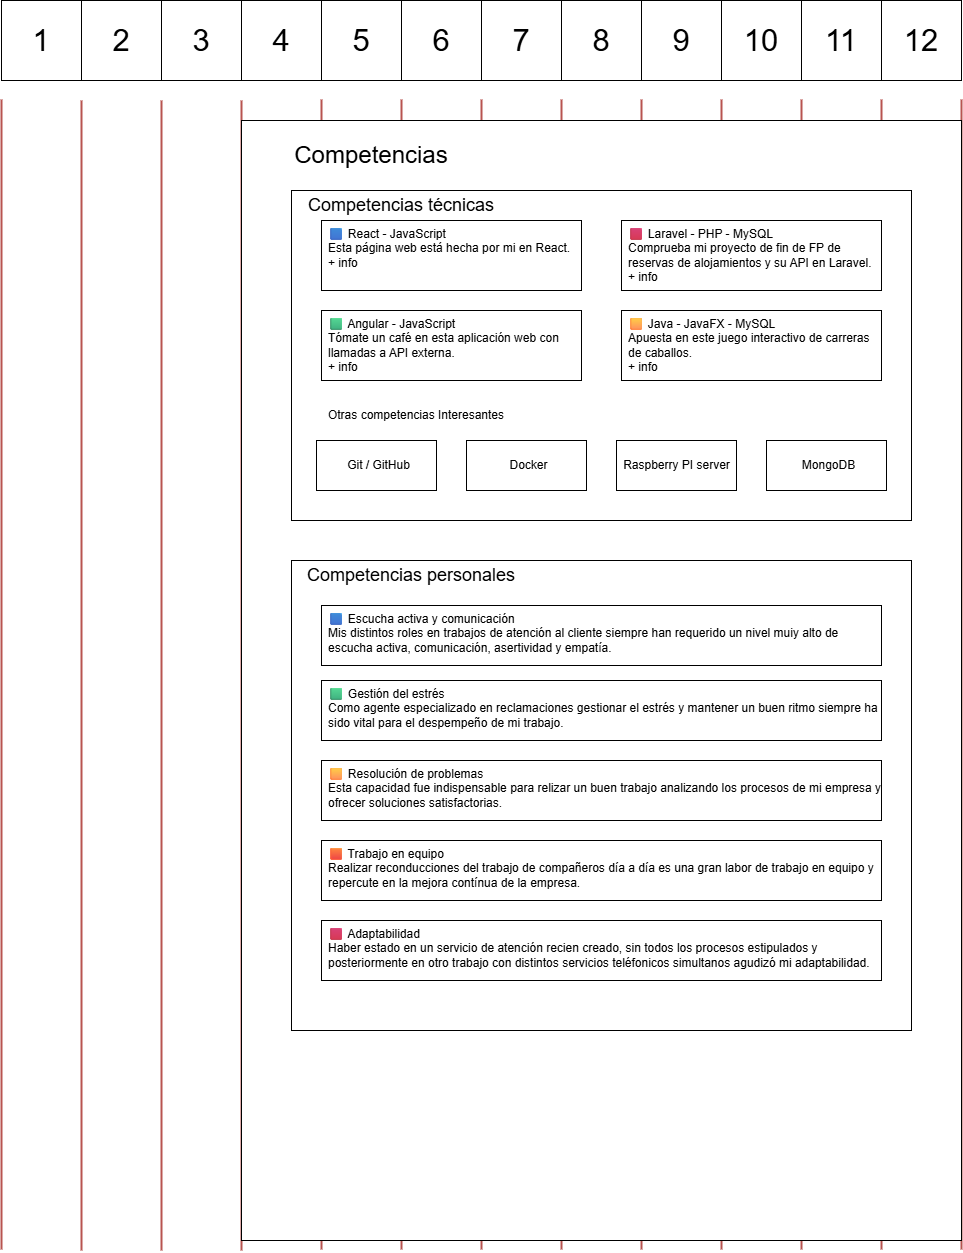 1 2 3 4 5 6 7 8 9 10 11 12
Competencias
Competencias técnicas
React - JavaScript
Esta página web está hecha por mi en React.
+ info
Laravel - PHP - MySQL
Comprueba mi proyecto de fin de FP de
reservas de alojamientos y su API en Laravel.
+ info
Angular - JavaScript
Tómate un café en esta aplicación web con
llamadas a API externa.
+ info
Java - JavaFX - MySQL
Apuesta en este juego interactivo de carreras
de caballos.
+ info
Otras competencias Interesantes
Git / GitHub
Docker
Raspberry PI server
MongoDB
Competencias personales
Escucha activa y comunicación
Mis distintos roles en trabajos de atención al cliente siempre han requerido un nivel muiy alto de
escucha activa, comunicación, asertividad y empatía.
Gestión del estrés
Como agente especializado en reclamaciones gestionar el estrés y mantener un buen ritmo siempre ha
sido vital para el despempeño de mi trabajo.
Resolución de problemas
Esta capacidad fue indispensable para relizar un buen trabajo analizando los procesos de mi empresa y
ofrecer soluciones satisfactorias.
Trabajo en equipo
Realizar reconducciones del trabajo de compañeros día a día es una gran labor de trabajo en equipo y
repercute en la mejora contínua de la empresa.
Adaptabilidad
Haber estado en un servicio de atención recien creado, sin todos los procesos estipulados y
posteriormente en otro trabajo con distintos servicios teléfonicos simultanos agudizó mi adaptabilidad.